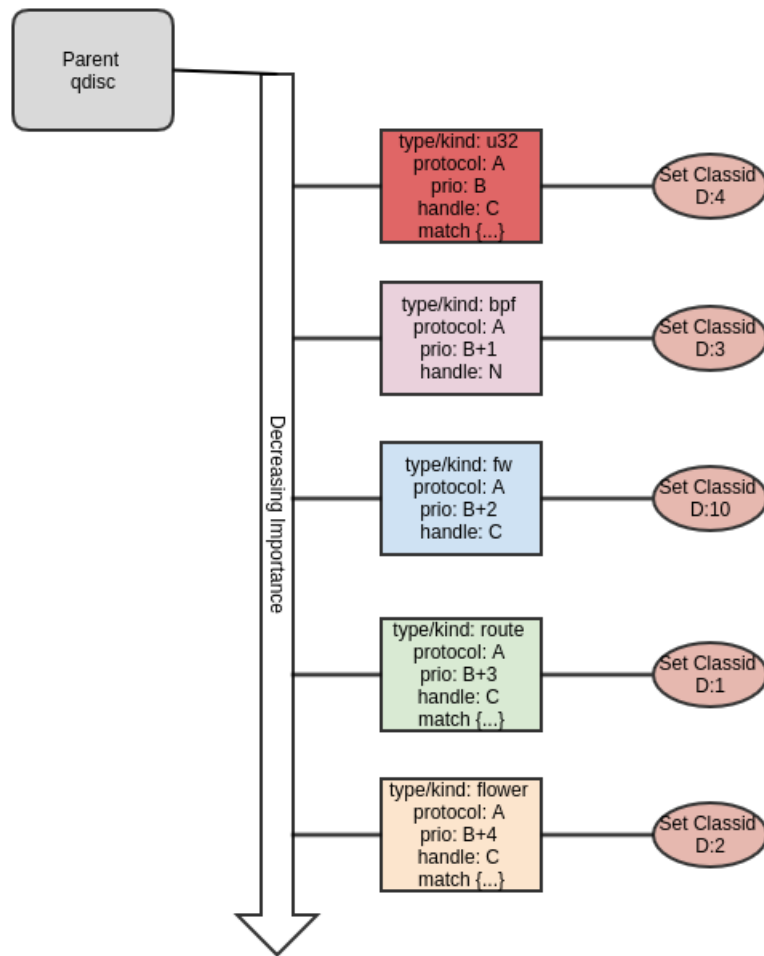 Parent
qdisc
type/kind: u32
protocol: A
prio: B
handle: C
match {...}
Set Classid
D:4
type/kind: bpf
protocol: A
prio: B+1
handle: N
Set Classid
D:3
Decreasing Importance
type/kind: fw
protocol: A
prio: B+2
handle: C
Set Classid
D:10
type/kind: route
protocol: A
prio: B+3
handle: C
match {...}
Set Classid
D:1
type/kind: flower
protocol: A
prio: B+4
handle: C
match {...}
Set Classid
D:2